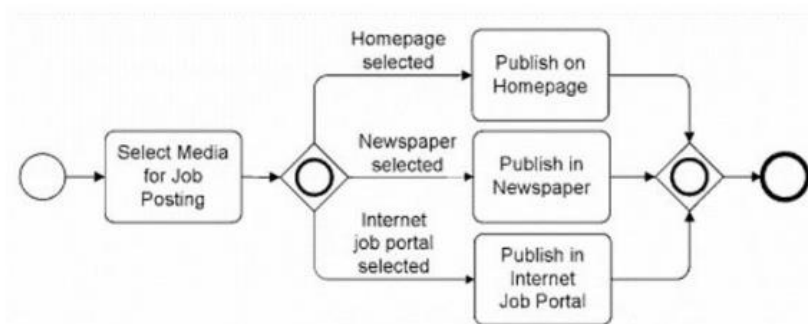 Homepage
selected
Publish on
Homepage
Select Media
for Job
Posting
Newspaper
selected
Publish in
Newspaper
Internet
job portal
selected
Publish in
Internet
Job Portal